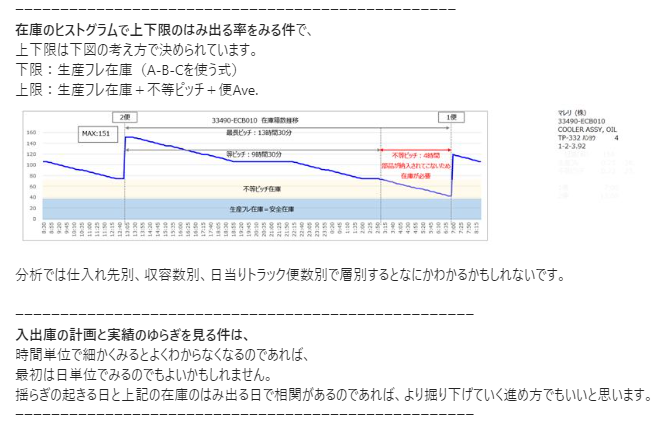 在庫のヒストグラムで上下限のはみ出る率をみる件で、
上下限は下図の考え方で決められています。
下限：生産フレ在庫（A-B-Cを使う式）
上限：生産フレ在庫＋不等ピッチ＋便Ave.
2便
33490-ECB010 在庫箱数推移
1便
MAX:151
最長ピッチ：13時間30分
等ピッチ：9時間30分
不等ピッチ：4時間
部品が納入されてこないため
在庫が必要
不等ピッチ在庫
生産フレ在庫＝安全在庫
160
140
120
100
80
60
40
20
0
マレリ（株）
33490-ECB010
COOLER ASSY, OIL
4
1-2-3.92
分析では仕入れ先別、収容数別、日当りトラック便数別で層別するとなにかわかるかもしれないです。
入出庫の計画と実績のゆらぎを見る件は、
時間単位で細かくみるとよくわからなくなるのであれば、
最初は日単位でみるのでもよいかもしれません。
揺らぎの起きる日と上記の在庫のはみ出る日で相関があるのであれば、より掘り下げていく進め方でもいいと思います。